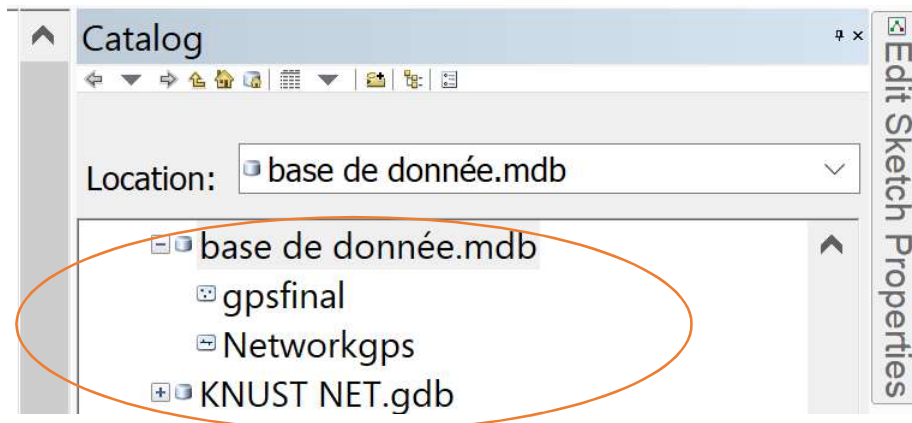 Catalog
Location: base de donnée.mdb
base de donnée.mdb
gpsfinal
Networkgps
KNUST NET.gdb
Edit Sketch Properties